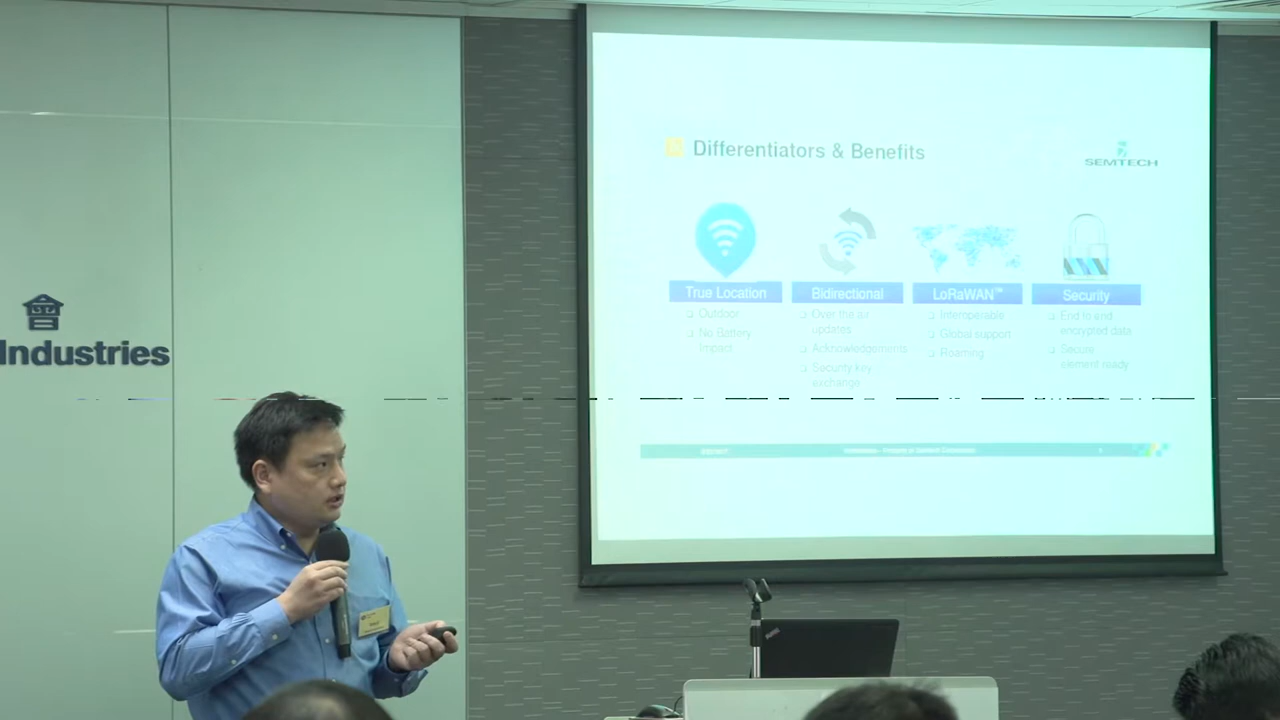 Industries
Differentiators & Benefits
SEMTECH
True Location
Outdoor
No Battery
Impact
Bidirectional
Over the air
updates
Acknowledgements
Security key
exchange
LoRaWAN™
Interoperable
Global support
Roaming
Security
End to end
encrypted data
Secure
element ready